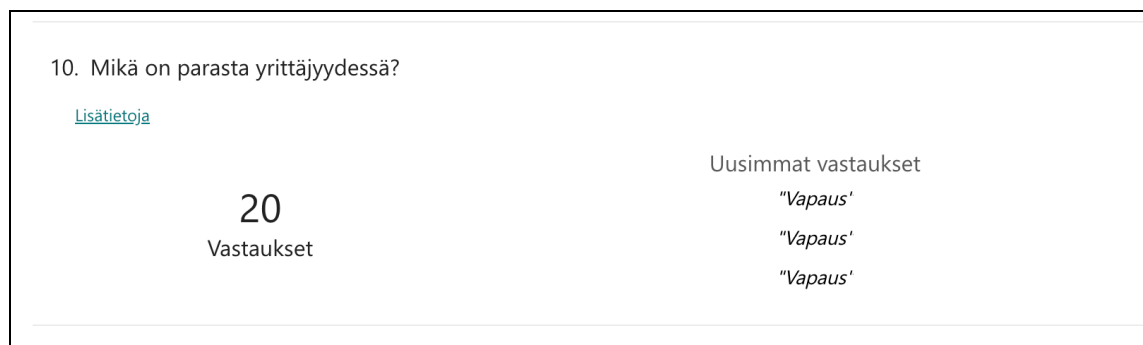 10. Mikä on parasta yrittäjyydessä?
Lisätietoja
20
Vastaukset
Uusimmat vastaukset
"Vapaus'
"Vapaus'
"Vapaus'